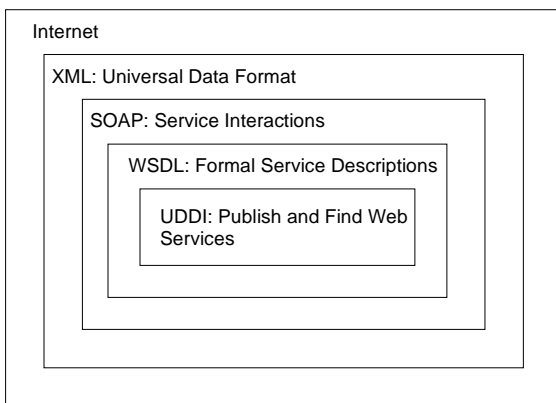 Internet
XML: Universal Data Format
SOAP: Service Interactions
WSDL: Formal Service Descriptions
UDDI: Publish and Find Web
Services